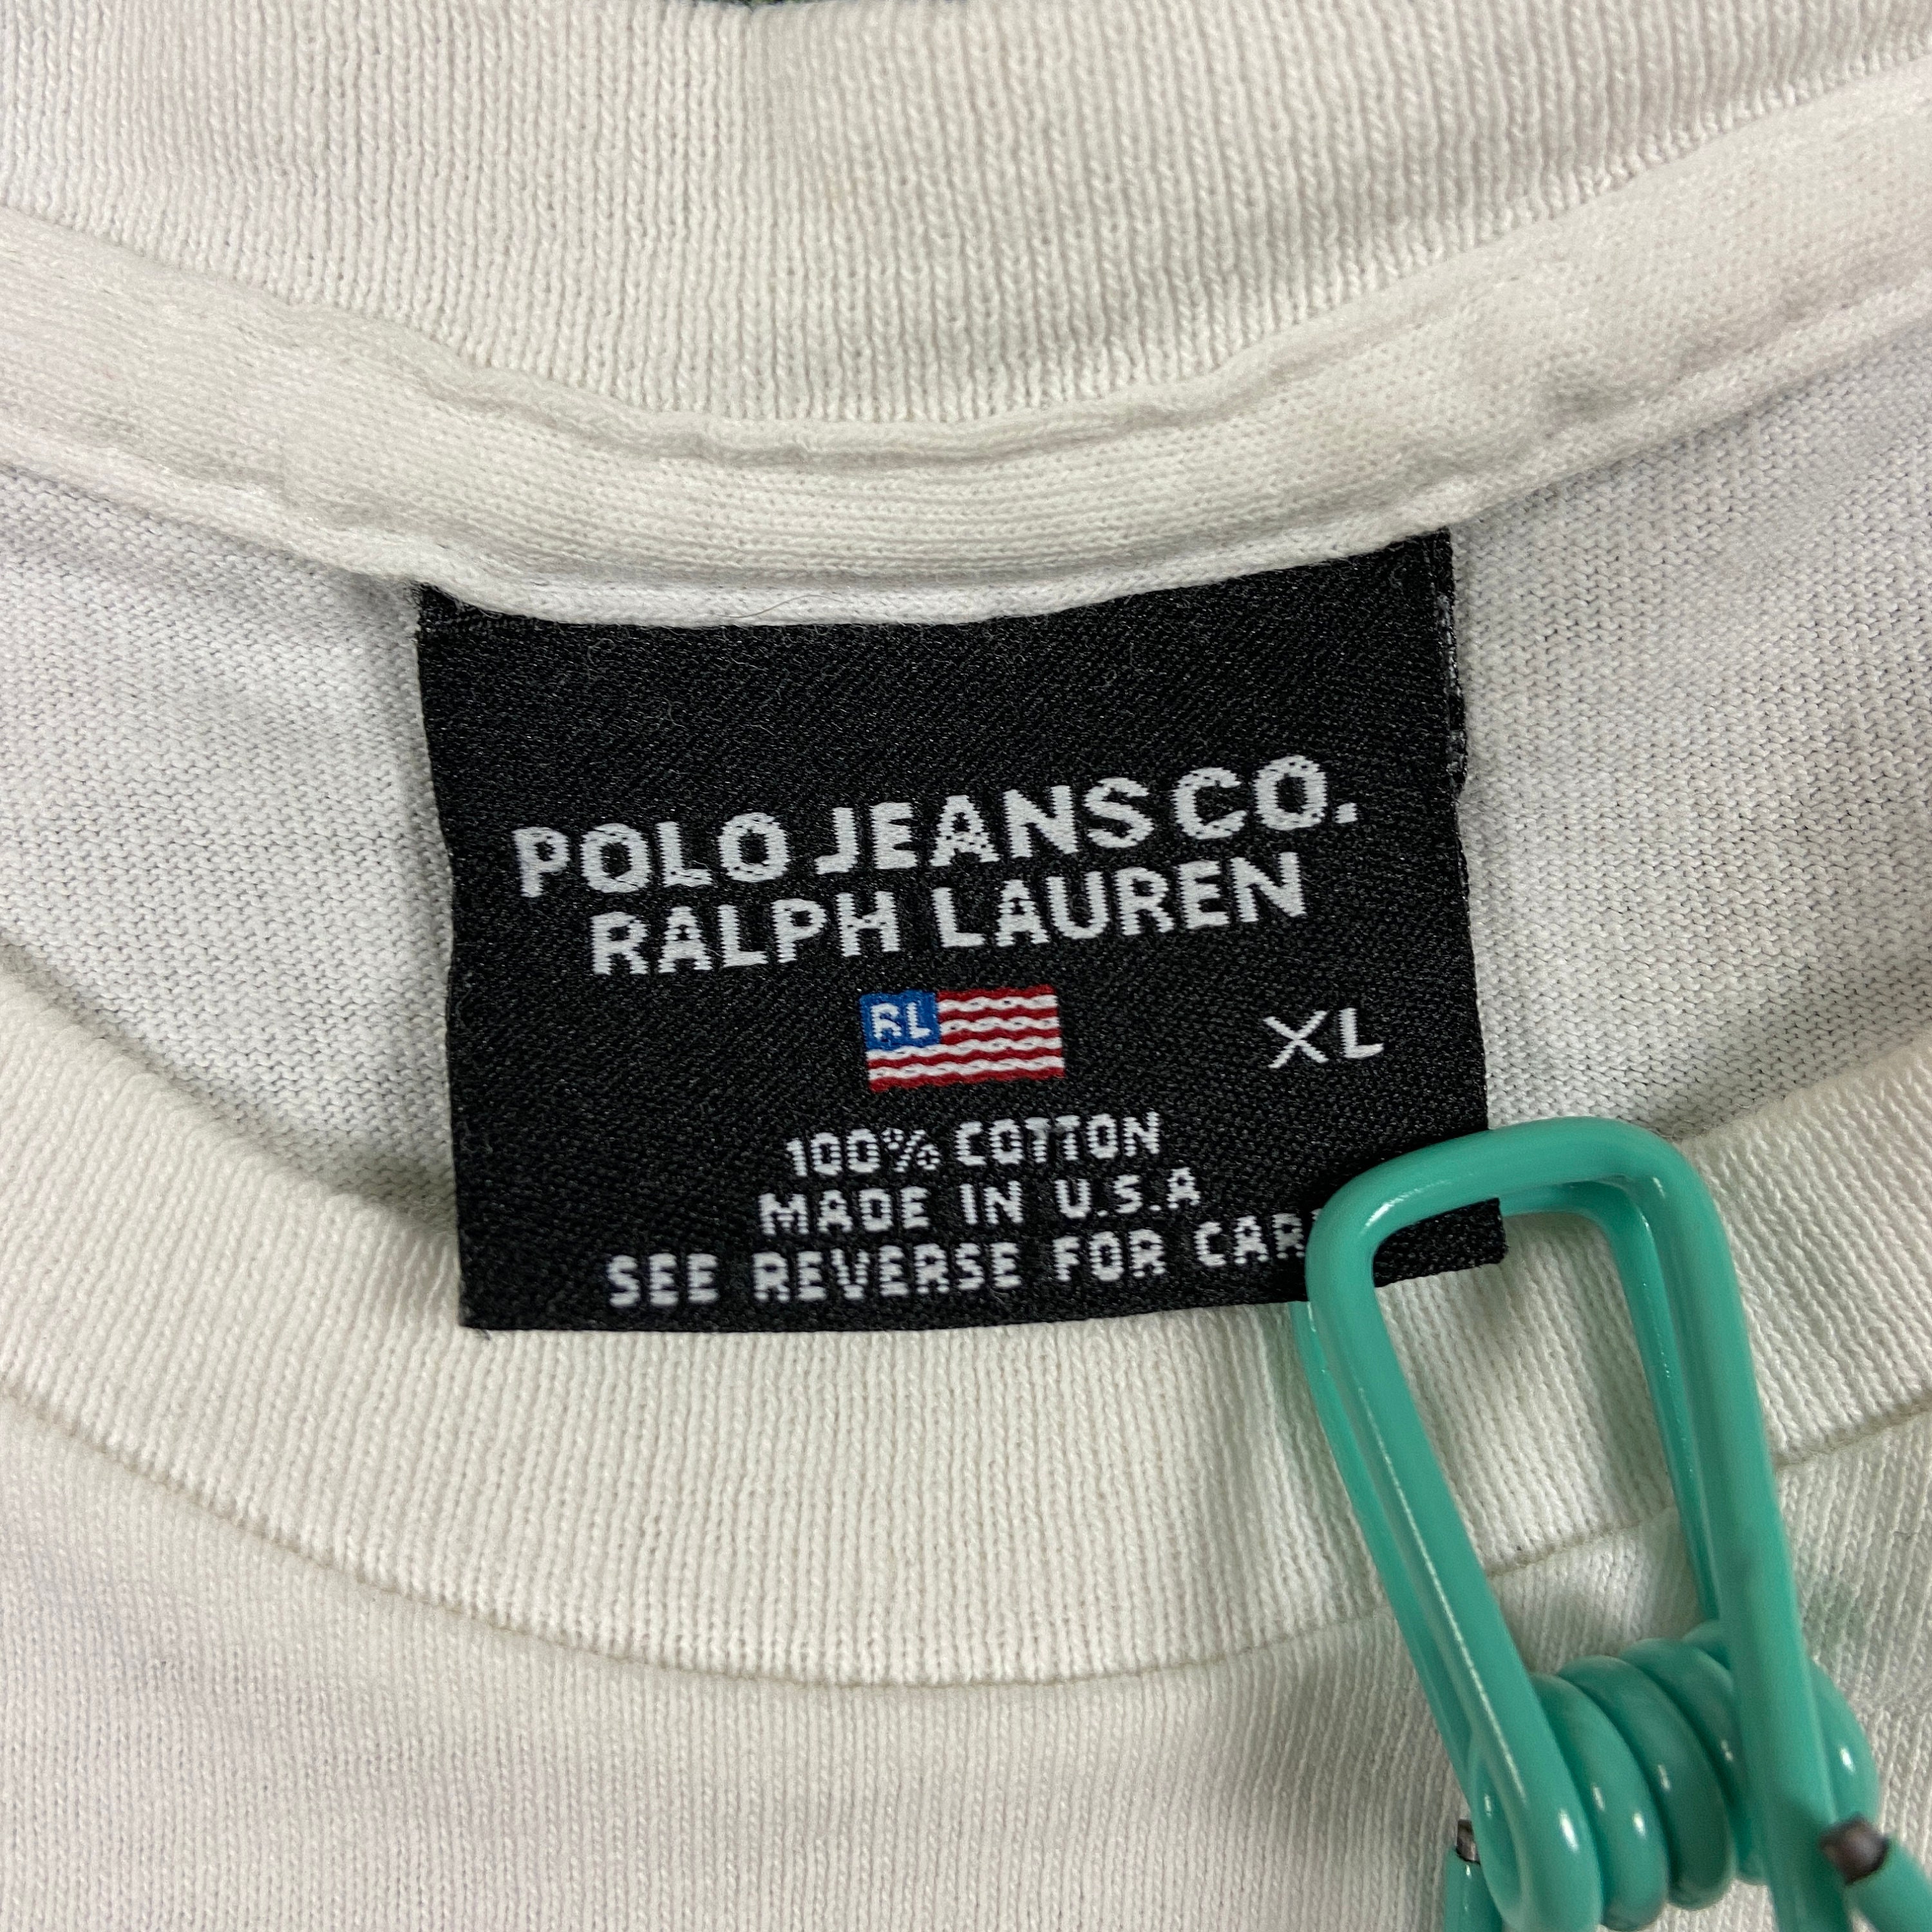 POLO JEANS CO.
RALPH LAUREN
RL
XL
100% COTTON
MADE IN U.S.A
SEE REVERSE FOR CAR